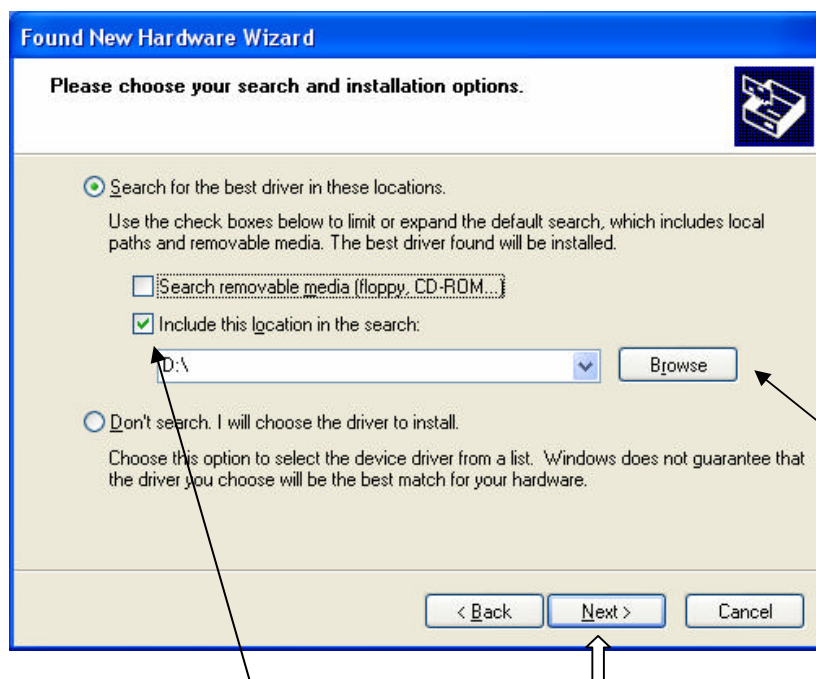 Found New Hardware Wizard
Please choose your search and installation options.
Search for the best driver in these locations.
Use the check boxes below to limit or expand the default search, which includes local
paths and removable media. The best driver found will be installed.
Search removable media (floppy, CD-ROM...)
Include this location in the search:
D:\
Browse
Don't search. I will choose the driver to install.
Choose this option to select the device driver from a list. Windows does not guarantee that
the driver you choose will be the best match for your hardware.
< Back Next > Cancel